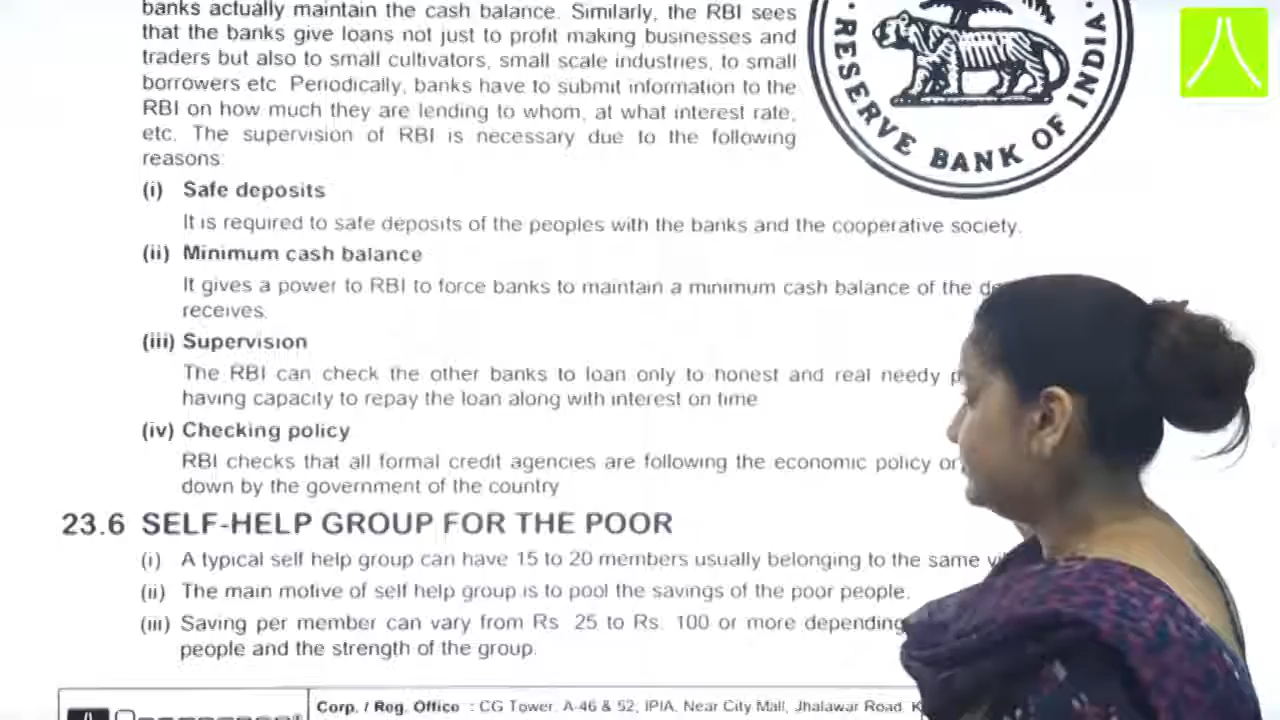 banks actually maintain the cash balance. Similarly, the RBI sees
that the banks give loans not just to profit making businesses and
traders but also to small cultivators, small scale industries, to small
borrowers etc Periodically, banks have to submit information to the
RBI on how much they are lending to whom, at what interest rate,
etc. The supervision of RBI is necessary due to the following
reasons:
RESERVE BANK OF INDIA
(i) Safe deposits
It is required to safe deposits of the peoples with the banks and the cooperative society.
(ii) Minimum cash balance
It gives a power to RBI to force banks to maintain a minimum cash balance of the
receives.
(iii) Supervision
The RBI can check the other banks to loan only to honest and real needy
having capacity to repay the loan along with interest on time
(iv) Checking policy
RBI checks that all formal credit agencies are following the economic policy
down by the government of the country
23.6 SELF-HELP GROUP FOR THE POOR
(i) A typical self help group can have 15 to 20 members usually belonging to the same
(ii) The main motive of self help group is to pool the savings of the poor people.
(iii) Saving per member can vary from Rs 25 to Rs. 100 or more depending
people and the strength of the group.
Corp. / Reg. Office : CG Tower, A-46 & 52, IPIA, Near City Mall, Jhalawar Road,